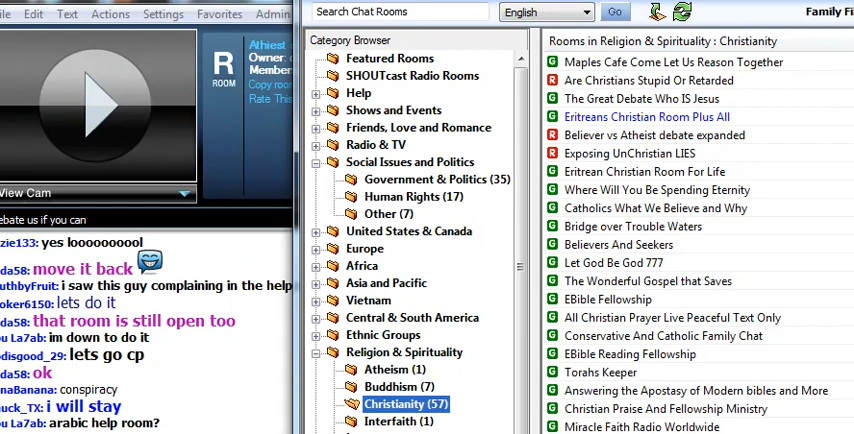 File Edit Text Actions Settings Favorites Admin
Athiest
R
ROOM
Owner:
Member
Copy room
Rate This
View Cam
ebate us if you can
zie133: yes looooooool
da58: move it back
uthbyFruit: i saw this guy complaining in the help
oker6150: lets do it
da58: that room is still open too
u La7ab: im down to do it
disgood_29: lets go cp
da58: ok
naBanana: conspiracy
uck_TX: i will stay
u La7ab: arabic help room?
Search Chat Rooms English Go Family Fi
Category Browser
Featured Rooms
SHOUTcast Radio Rooms
Help
Shows and Events
Friends, Love and Romance
Radio & TV
Social Issues and Politics
Government & Politics (35)
Human Rights (17)
Other (7)
United States & Canada
Europe
Africa
Asia and Pacific
Vietnam
Central & South America
Ethnic Groups
Religion & Spirituality
Atheism (1)
Buddhism (7)
Christianity (57)
Interfaith (1)
Rooms in Religion & Spirituality : Christianity
G Maples Cafe Come Let Us Reason Together
R Are Christians Stupid Or Retarded
G The Great Debate Who IS Jesus
G Eritreans Christian Room Plus All
R Believer vs Atheist debate expanded
R Exposing UnChristian LIES
G Eritrean Christian Room For Life
G Where Will You Be Spending Eternity
G Catholics What We Believe and Why
G Bridge over Trouble Waters
G Believers And Seekers
G Let God Be God 777
G The Wonderful Gospel that Saves
G EBible Fellowship
G All Christian Prayer Live Peaceful Text Only
G Conservative And Catholic Family Chat
G EBible Reading Fellowship
G Torahs Keeper
G Answering the Apostasy of Modern bibles and More
G Christian Praise And Fellowship Ministry
G Miracle Faith Radio Worldwide